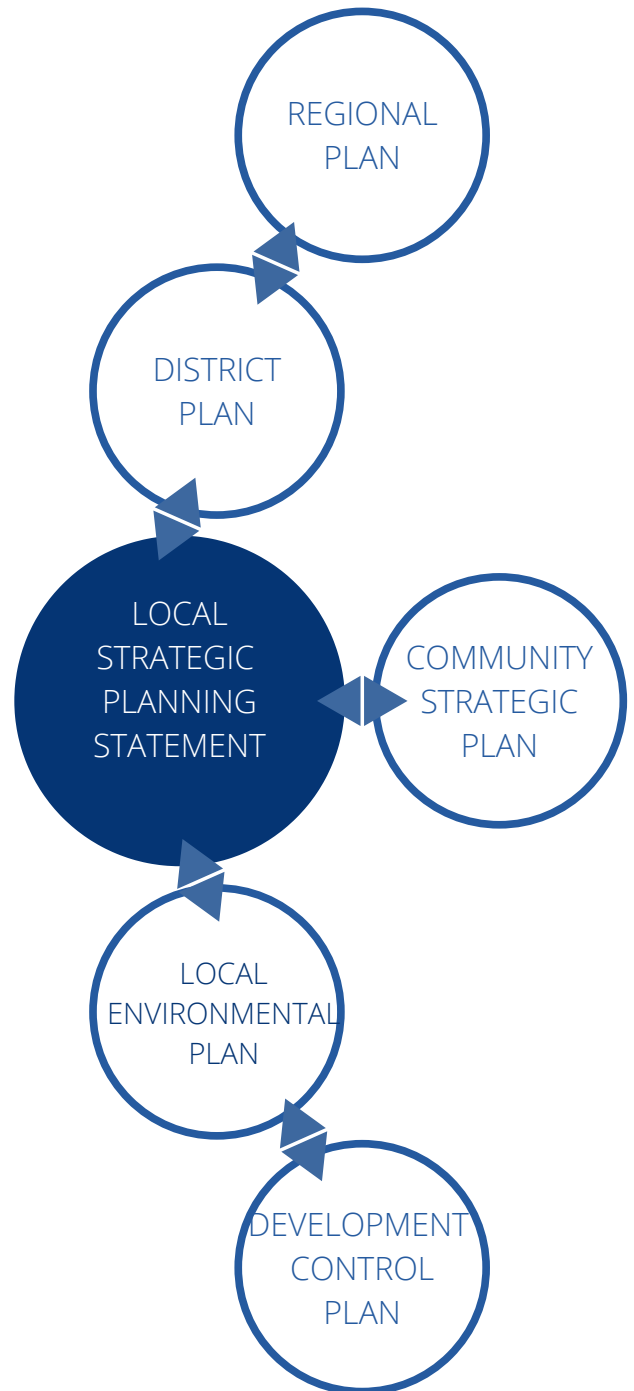 REGIONAL
PLAN
DISTRICT
PLAN
LOCAL
STRATEGIC
PLANNING
STATEMENT
COMMUNITY
STRATEGIC
PLAN
LOCAL
ENVIRONMENTAL
PLAN
DEVELOPMENT
CONTROL
PLAN